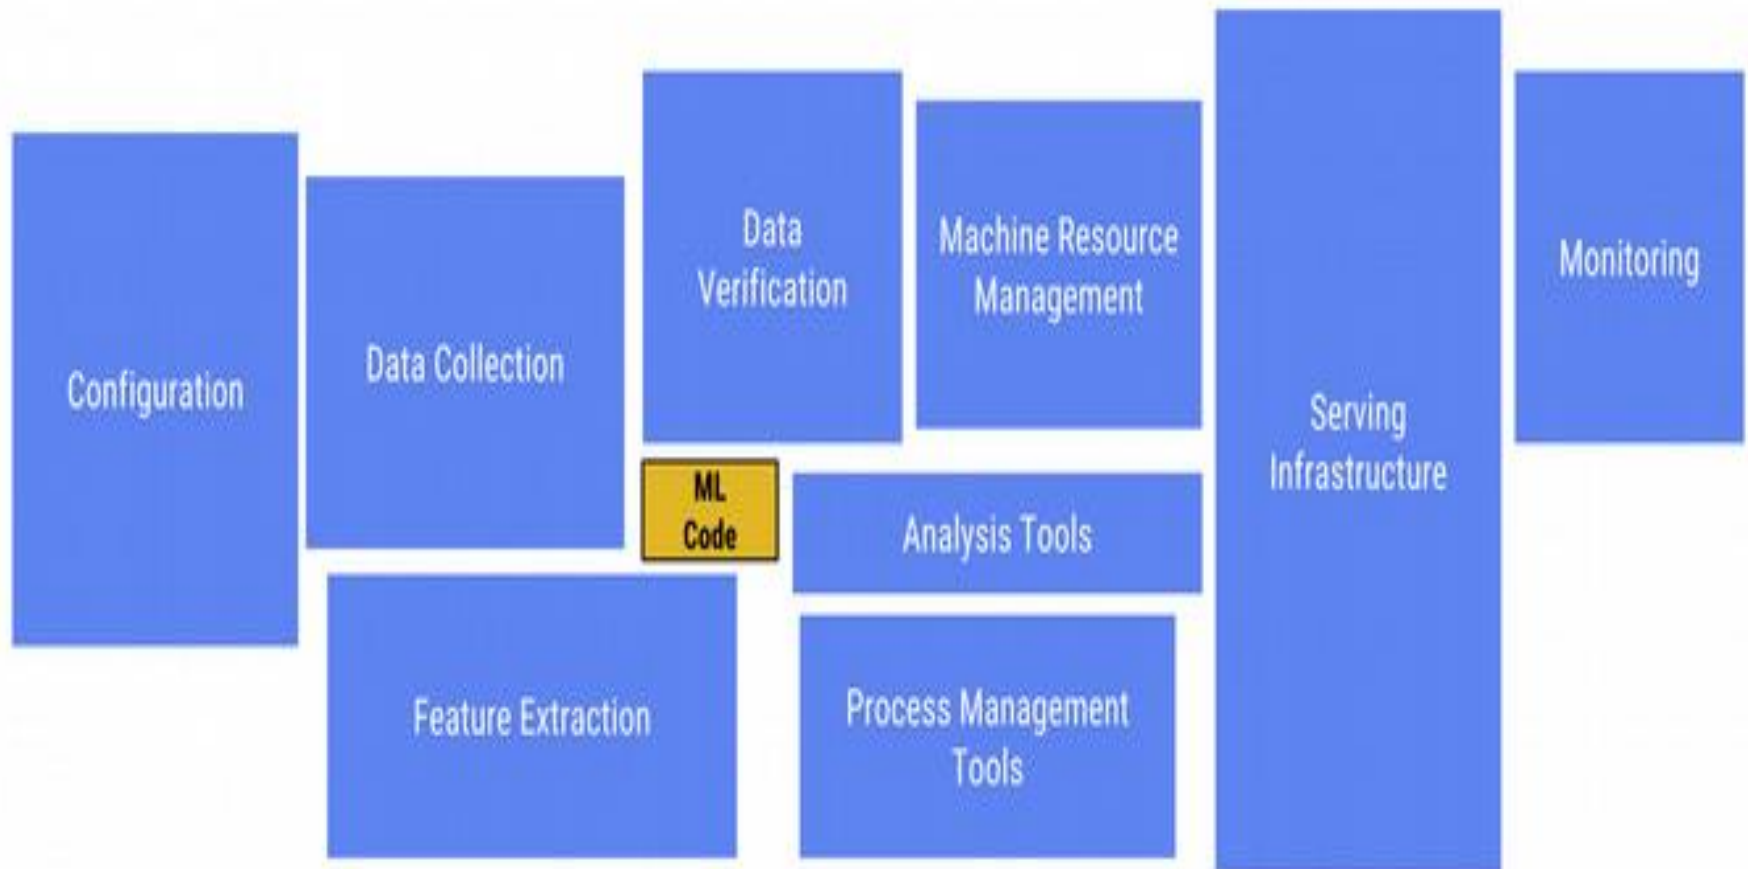 Configuration
Data Collection
Data
Verification
Machine Resource
Management
Serving
Infrastructure
Monitoring
ML
Code
Analysis Tools
Feature Extraction
Process Management
Tools